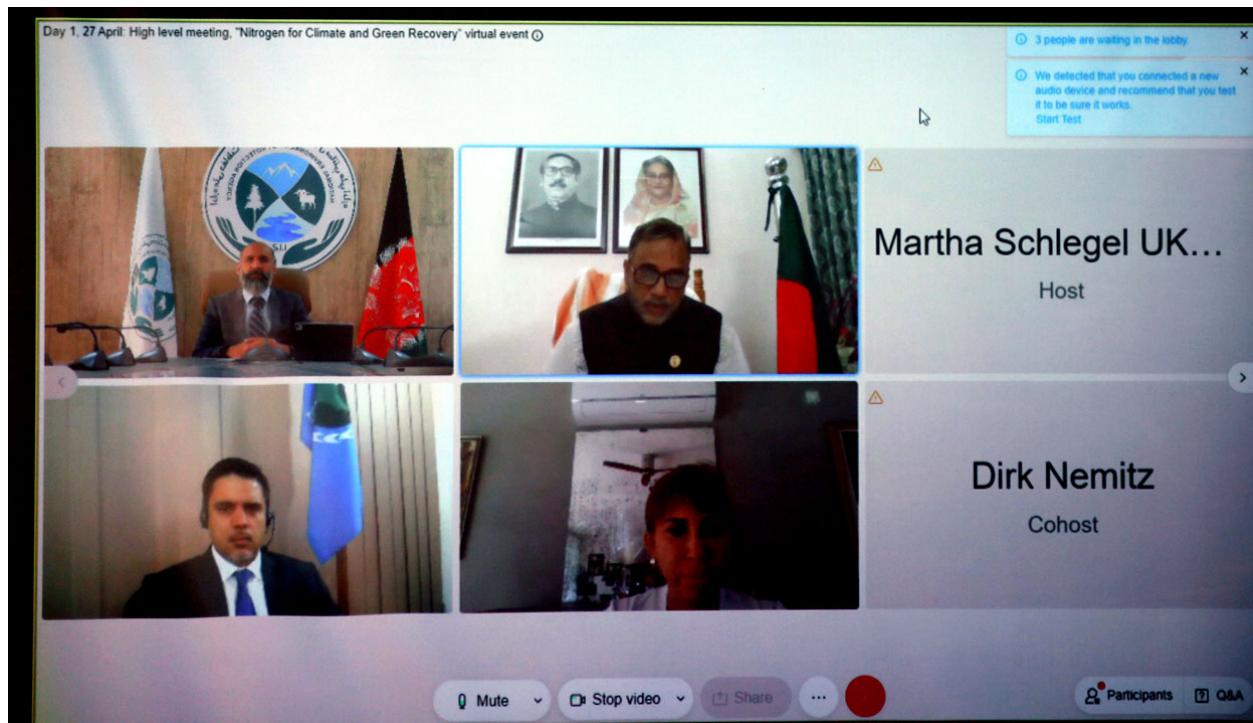 Day 1, 27 April: High level meeting, "Nitrogen for Climate and Green Recovery" virtual event
3 people are waiting in the lobby.
We detected that you connected a new
audio device and recommend that you test
it to be sure it works.
Start Test
S.I.I.
Martha Schlegel UK...
Host
Dirk Nemitz
Cohost
Mute
Stop video
Share
Participants
Q&A